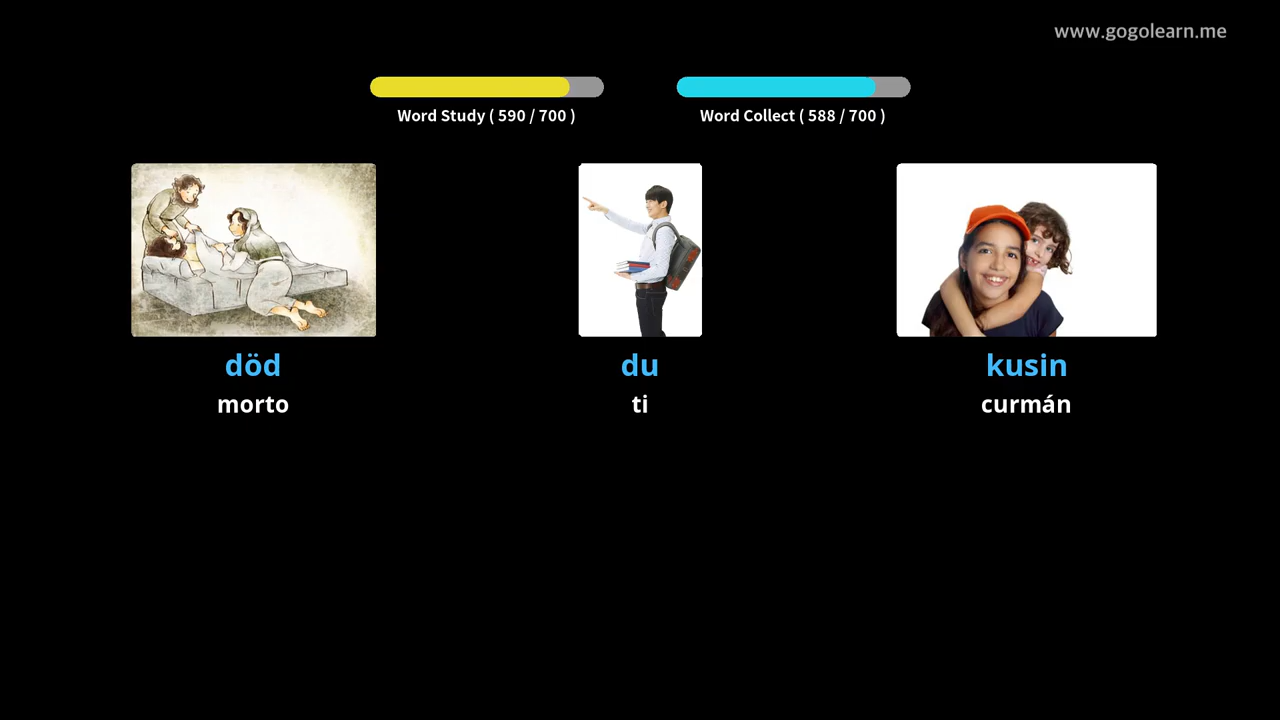 www.gogolearn.me
Word Study ( 590 / 700 )
Word Collect ( 588 / 700 )
död
du
kusin
morto
ti
curmán